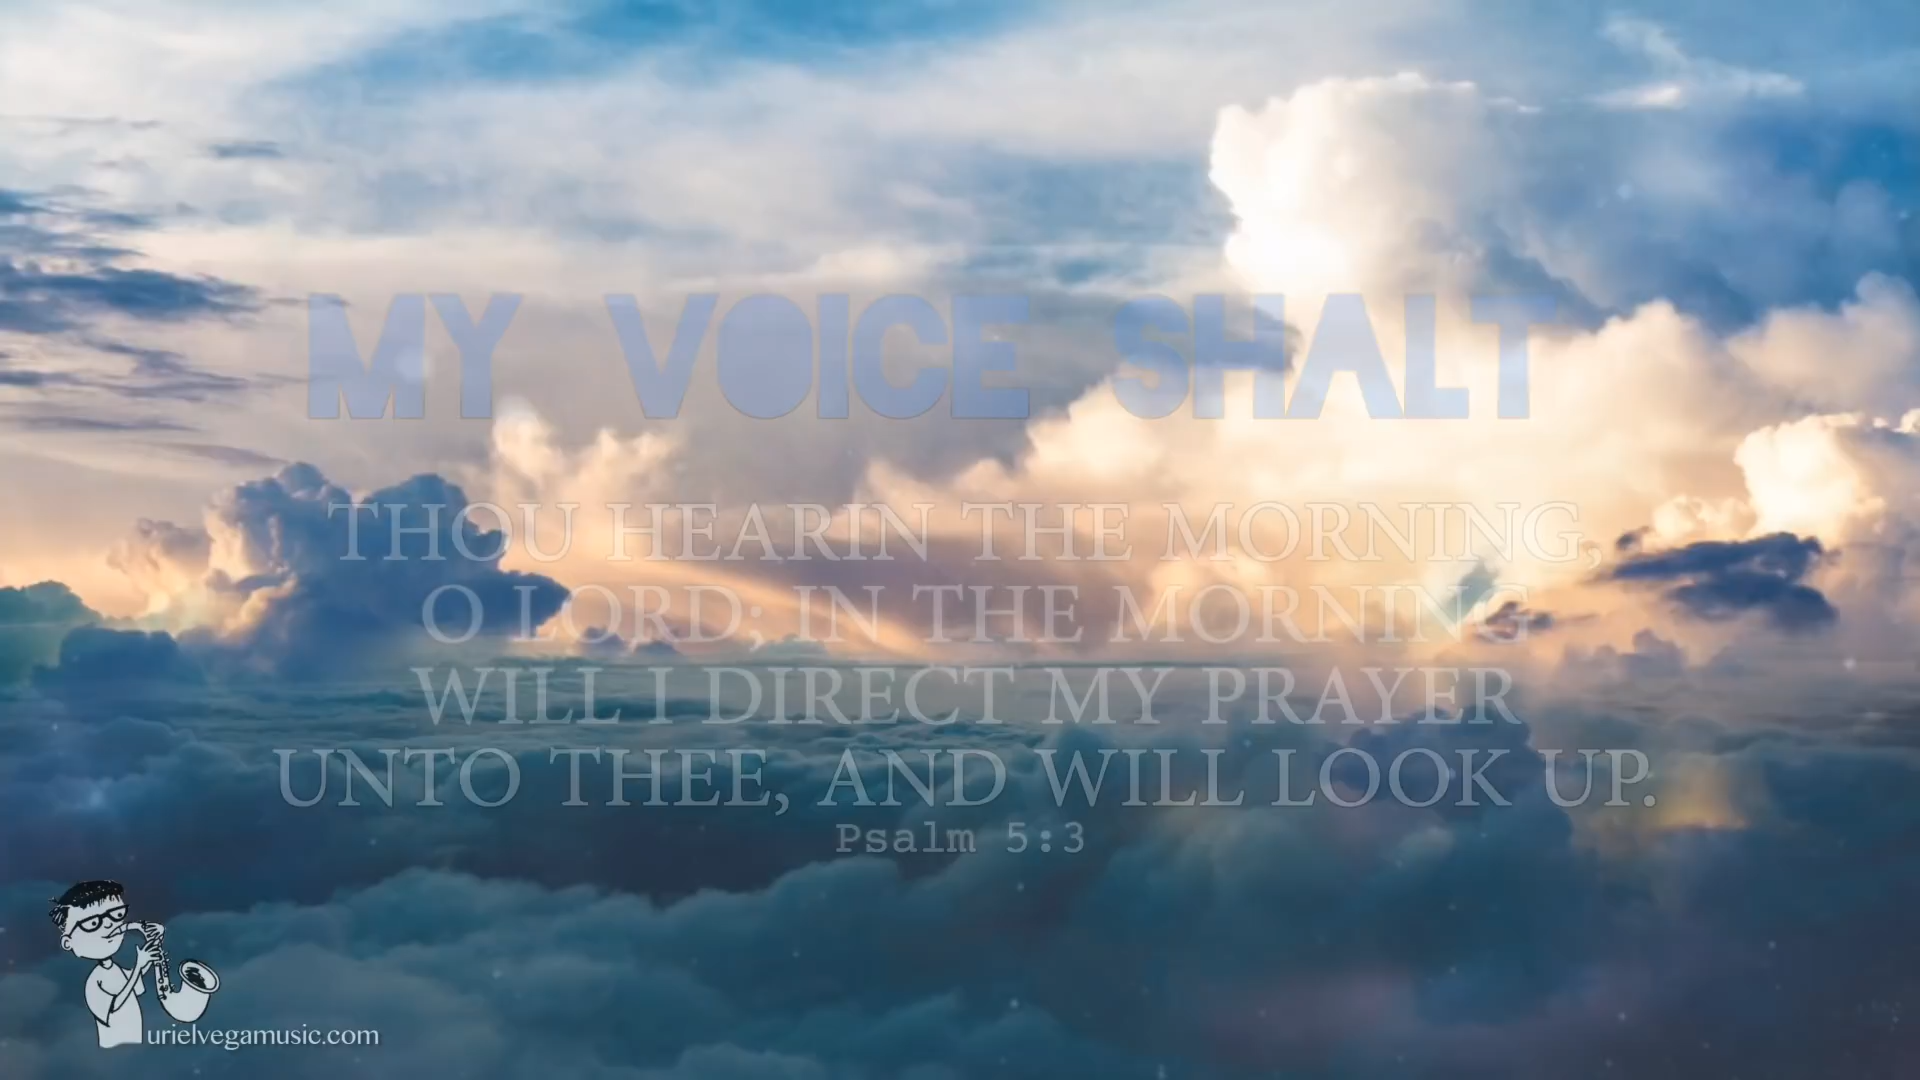 MY VOICE SHALT
THOU HEARIN THE MORNING,
O LORD; IN THE MORNING
WILL I DIRECT MY PRAYER
UNTO THEE, AND WILL LOOK UP.
Psalm 5:3
urielvegamusic.com